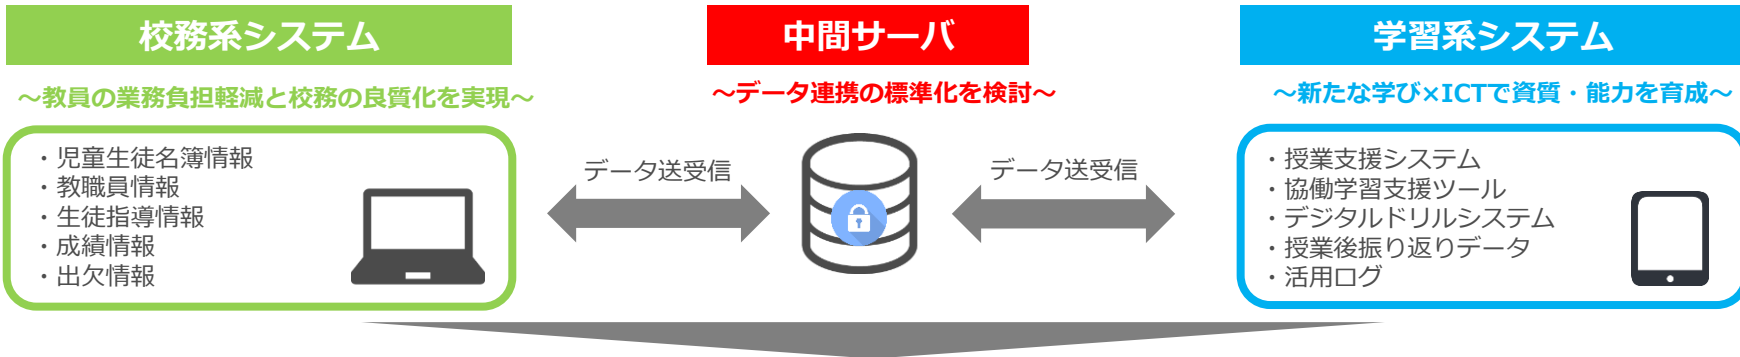 校務系システム
～教員の業務負担軽減と校務の良質化を実現～
・児童生徒名簿情報
・教職員情報
・生徒指導情報
・成績情報
・出欠情報
データ送受信
中間サーバ
～データ連携の標準化を検討～
データ送受信
学習系システム
～新たな学び×ICTで資質・能力を育成～
・授業支援システム
・協働学習支援ツール
・デジタルドリルシステム
・授業後振り返りデータ
・活用ログ